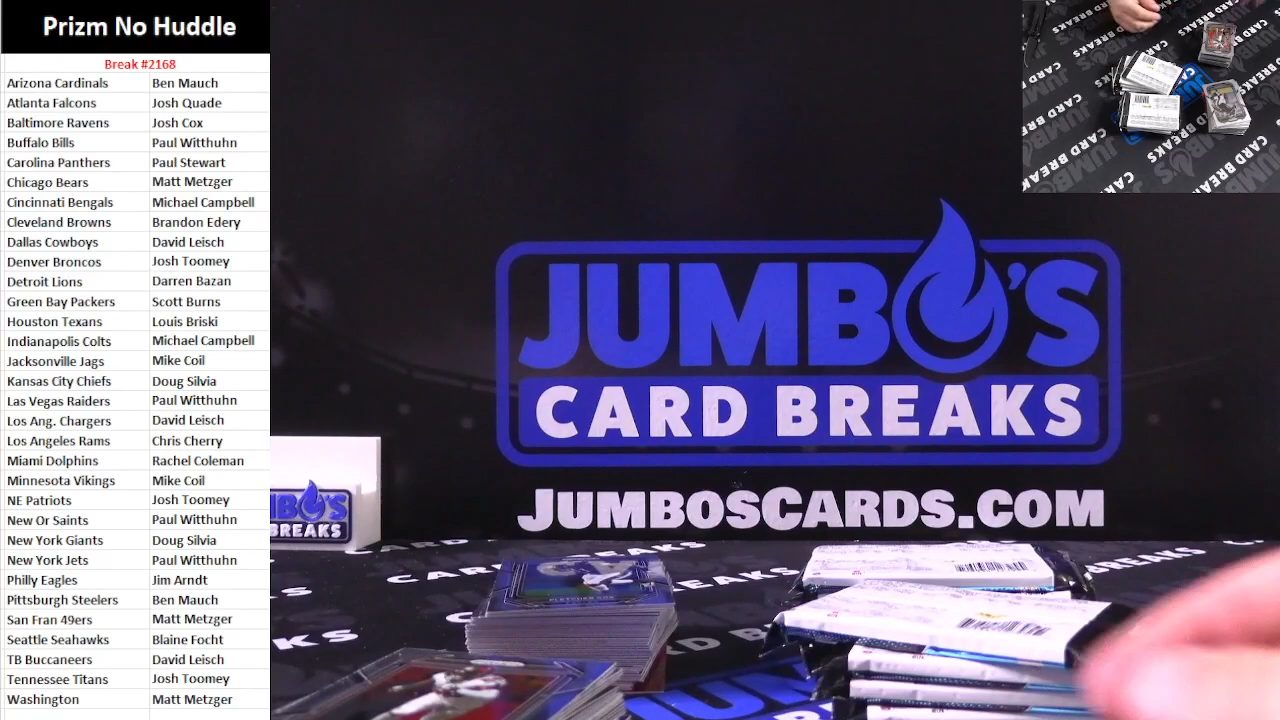 Prizm No Huddle
Break #2168
Arizona Cardinals Ben Mauch
Atlanta Falcons Josh Quade
Baltimore Ravens Josh Cox
Buffalo Bills Paul Witthuhn
Carolina Panthers Paul Stewart
Chicago Bears Matt Metzger
Cincinnati Bengals Michael Campbell
Cleveland Browns Brandon Edery
Dallas Cowboys David Leisch
Denver Broncos Josh Toomey
Detroit Lions Darren Bazan
Green Bay Packers Scott Burns
Houston Texans Louis Briski
Indianapolis Colts Michael Campbell
Jacksonville Jags Mike Coil
Kansas City Chiefs Doug Silvia
Las Vegas Raiders Paul Witthuhn
Los Ang. Chargers David Leisch
Los Angeles Rams Chris Cherry
Miami Dolphins Rachel Coleman
Minnesota Vikings Mike Coil
NE Patriots Josh Toomey
New Or Saints Paul Witthuhn
New York Giants Doug Silvia
New York Jets Paul Witthuhn
Philly Eagles Jim Arndt
Pittsburgh Steelers Ben Mauch
San Fran 49ers Matt Metzger
Seattle Seahawks Blaine Focht
TB Buccaneers David Leisch
Tennessee Titans Josh Toomey
Washington Matt Metzger
JUMBO'S
CARD BREAKS
JUMBOSCARDS.COM
BREAKS
CARD BREAKS
CARD BREAKS